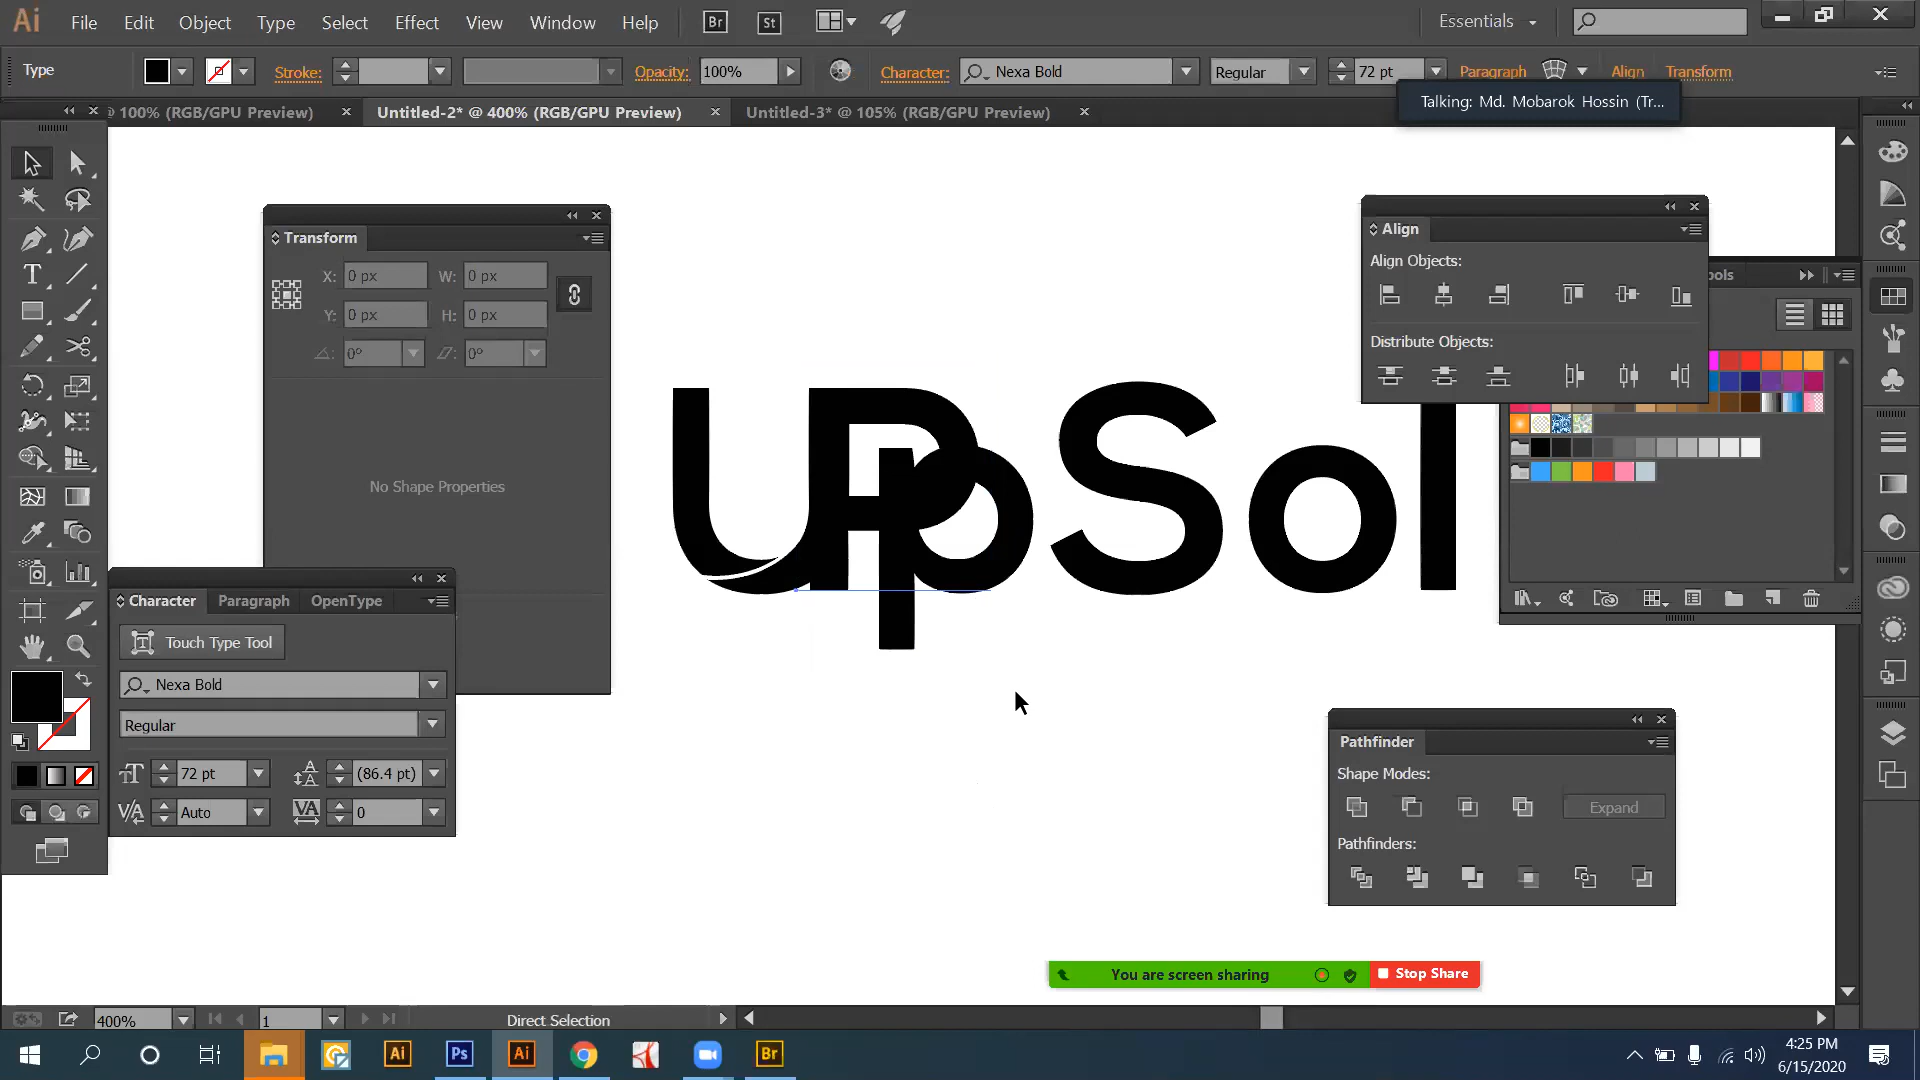 Ai File Edit Object Type Select Effect View Window Help Br St Essentials
Type Stroke: Opacity: 100% Character: Nexa Bold Regular 72 pt Paragraph Align Transform
Talking: Md. Mobarok Hossin (Tr...
@ 100% (RGB/GPU Preview) Untitled-2* @ 400% (RGB/GPU Preview) Untitled-3* @ 105% (RGB/GPU Preview)
Transform
X: 0 px W: 0 px
Y: 0 px H: 0 px
0° 0°
No Shape Properties
Align
Align Objects:
Distribute Objects:
ools
UPpSol
Character Paragraph OpenType
Touch Type Tool
Nexa Bold
Regular
72 pt (86.4 pt)
Auto 0
Pathfinder
Shape Modes:
Expand
Pathfinders:
You are screen sharing Stop Share
400% 1 Direct Selection
Ai Ps Ai Br
4:25 PM
6/15/2020